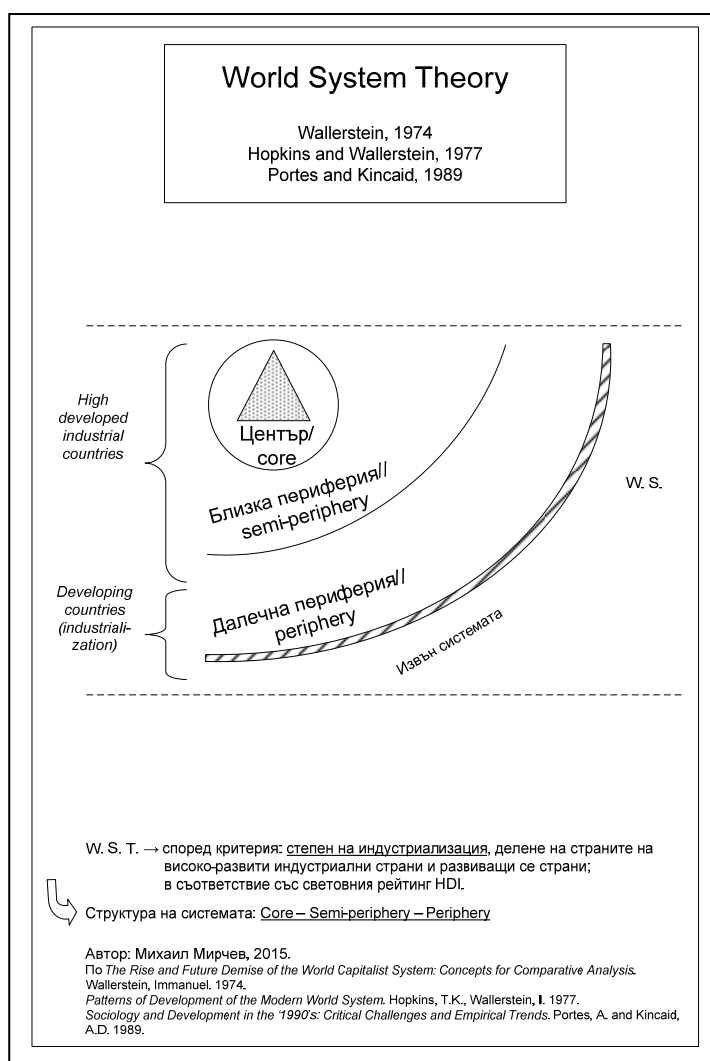 World System Theory
Wallerstein, 1974
Hopkins and Wallerstein, 1977
Portes and Kincaid, 1989
High
developed
industrial
countries
Център/
core
Близка периферия//
semi-periphery
W. S.
Developing
countries
(industriali-
zation)
Далечна периферия//
periphery
Извън системата
W. S. T. → според критерия: степен на индустриализация, делене на страните на
високо-развити индустриални страни и развиващи се страни;
в съответствие със световния рейтинг HDI.
Структура на системата: Core – Semi-periphery – Periphery
Автор: Михаил Мирчев, 2015.
По The Rise and Future Demise of the World Capitalist System: Concepts for Comparative Analysis.
Wallerstein, Immanuel. 1974.
Patterns of Development of the Modern World System. Hopkins, T.K., Wallerstein, I. 1977.
Sociology and Development in the '1990's: Critical Challenges and Empirical Trends. Portes, A. and Kincaid,
A.D. 1989.